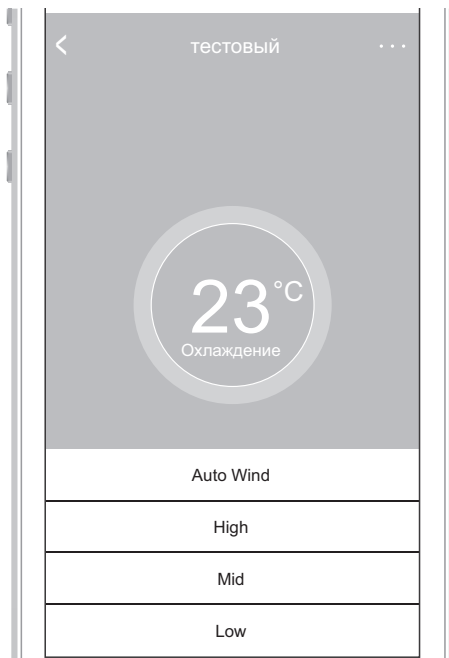 тестовый
23°C
Охлаждение
Auto Wind
High
Mid
Low